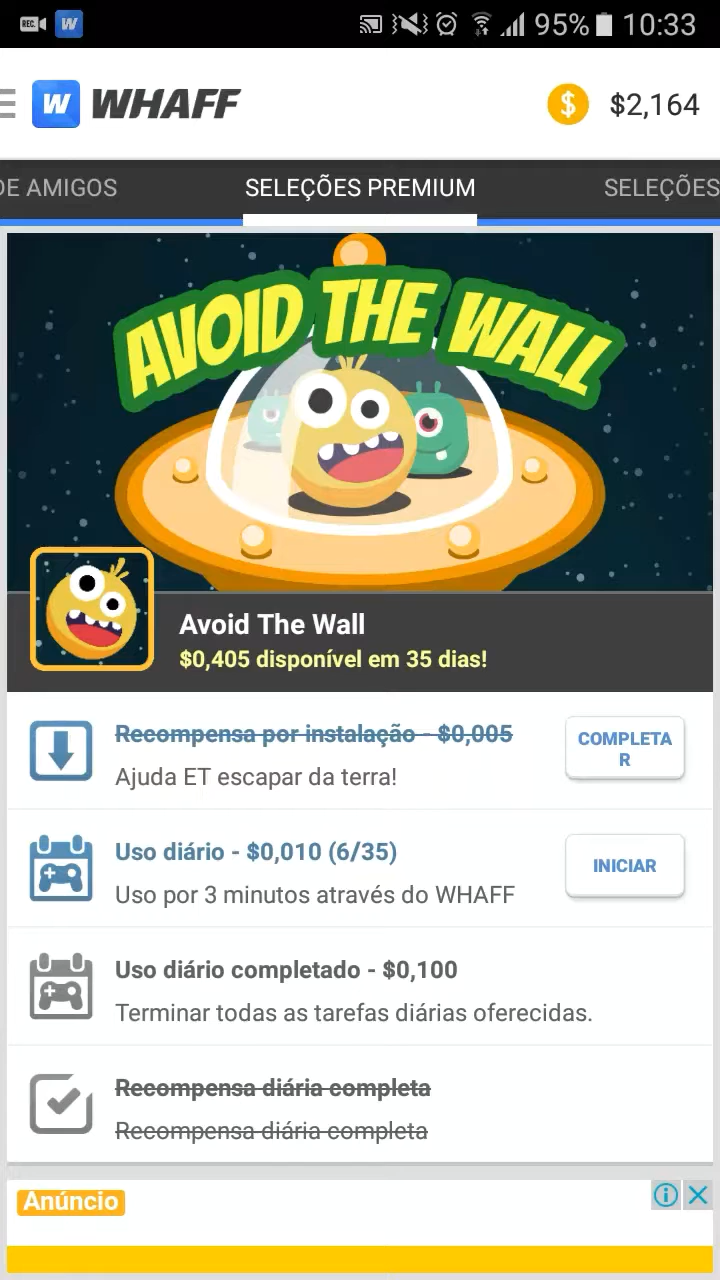 REC. W 95% 10:33
W WHAFF $ $2,164
DE AMIGOS SELEÇÕES PREMIUM SELEÇÕES
AVOID THE WALL
Avoid The Wall
$0,405 disponível em 35 dias!
Recompensa por instalação - $0,005
Ajuda ET escapar da terra!
COMPLETA
R
Uso diário - $0,010 (6/35)
Uso por 3 minutos através do WHAFF
INICIAR
Uso diário completado - $0,100
Terminar todas as tarefas diárias oferecidas.
Recompensa diária completa
Recompensa diária completa
Anúncio